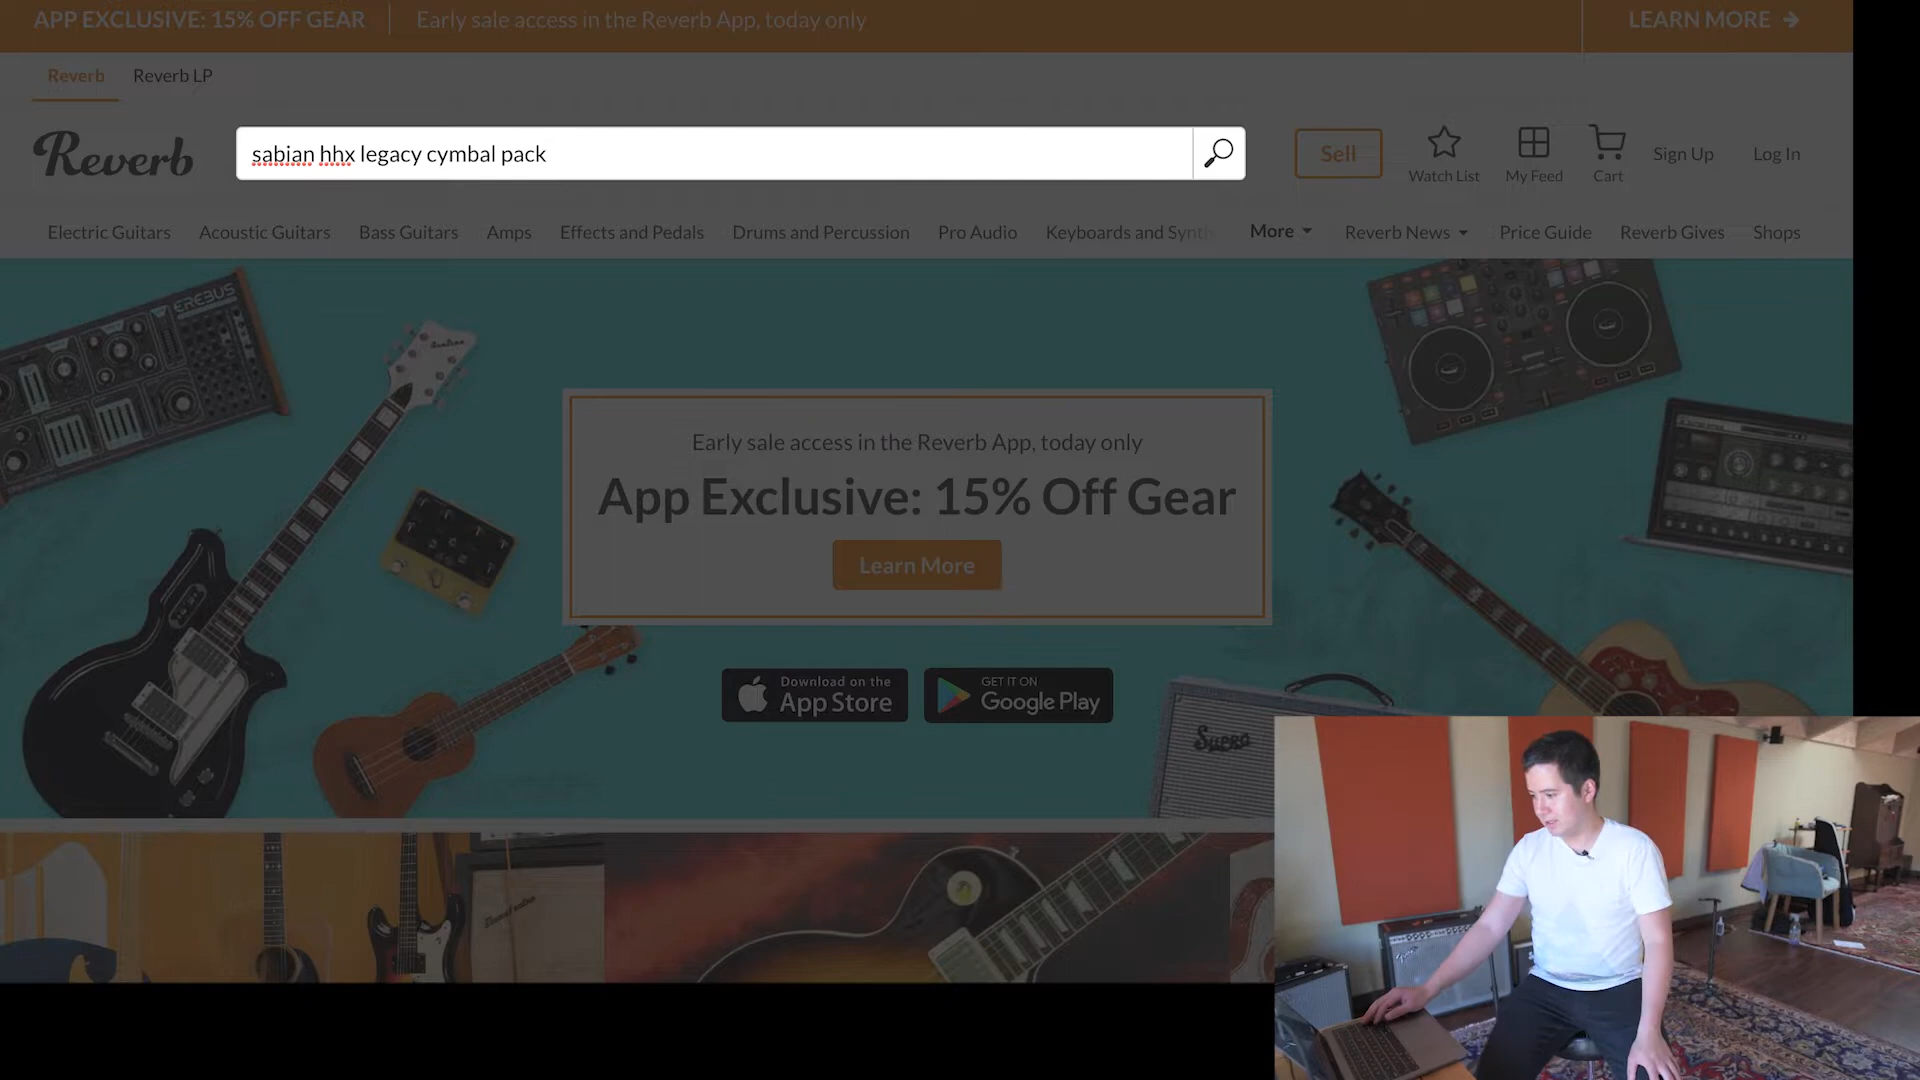 APP EXCLUSIVE: 15% OFF GEAR
Early sale access in the Reverb App, today only
LEARN MORE
Reverb
Reverb LP
Reverb
sabian hhx legacy cymbal pack
Sell
Watch List
My Feed
Cart
Sign Up
Log In
Electric Guitars
Acoustic Guitars
Bass Guitars
Amps
Effects and Pedals
Drums and Percussion
Pro Audio
Keyboards and Synth
More
Reverb News
Price Guide
Reverb Gives
Shops
EREBUS
Early sale access in the Reverb App, today only
App Exclusive: 15% Off Gear
Learn More
Download on the
App Store
GET IT ON
Google Play
Supro